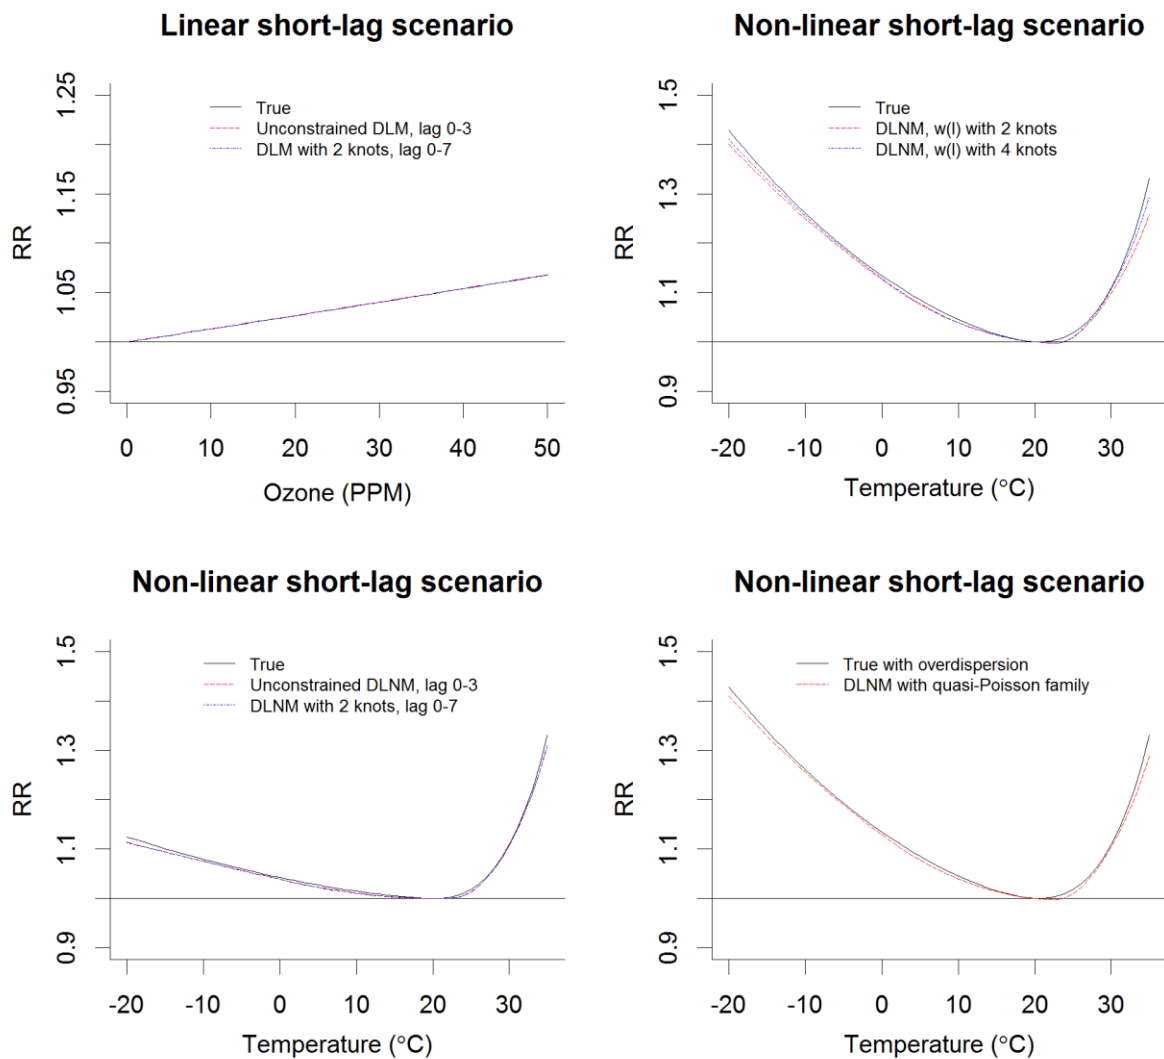 Linear short-lag scenario
True
Unconstrained DLM, lag 0-3
DLM with 2 knots, lag 0-7
RR
0.95
1.05
1.15
1.25
0 10 20 30 40 50
Ozone (PPM)
Non-linear short-lag scenario
True
DLNM, w(l) with 2 knots
DLNM, w(l) with 4 knots
RR
0.9
1.1
1.3
1.5
-20 -10 0 10 20 30
Temperature (°C)
Non-linear short-lag scenario
True
Unconstrained DLNM, lag 0-3
DLNM with 2 knots, lag 0-7
RR
0.9
1.1
1.3
1.5
-20 -10 0 10 20 30
Temperature (°C)
Non-linear short-lag scenario
True with overdispersion
DLNM with quasi-Poisson family
RR
0.9
1.1
1.3
1.5
-20 -10 0 10 20 30
Temperature (°C)